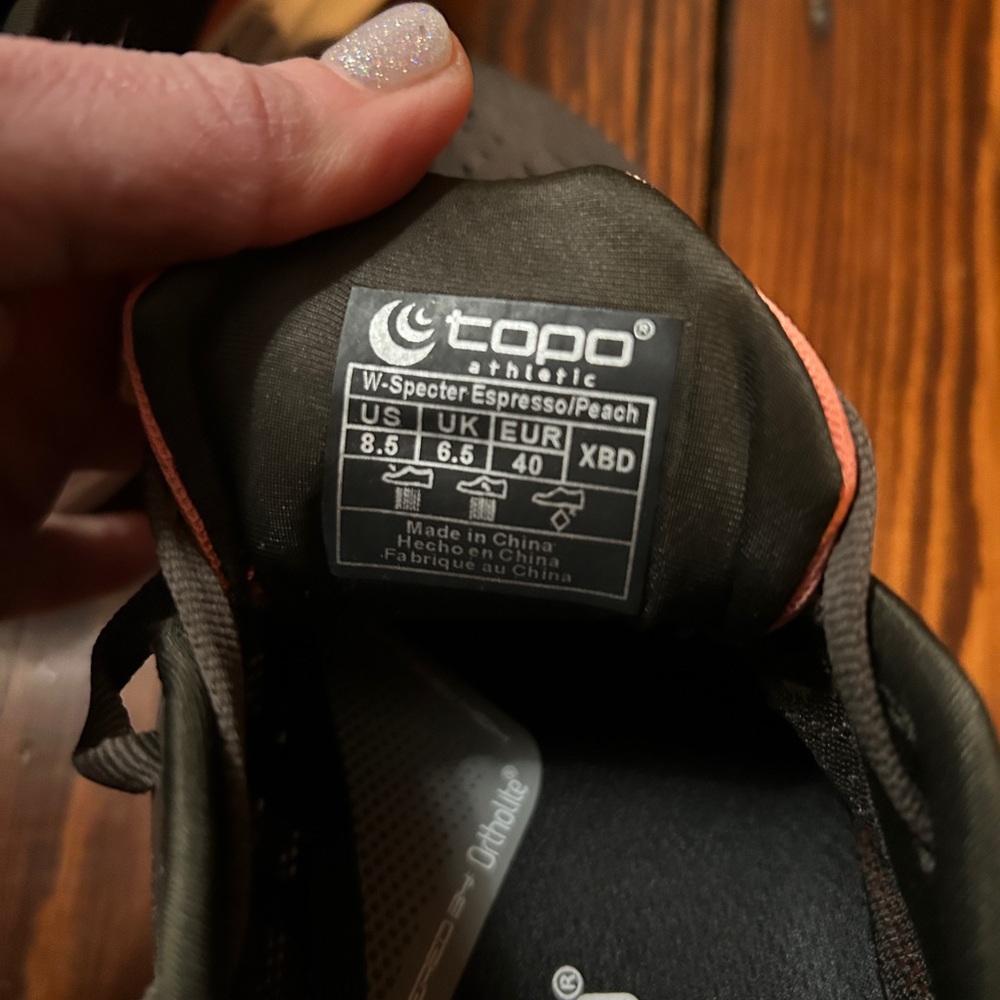 topo®
athletic
W-Specter Espresso/Peach
US UK EUR XBD
8.5 6.5 40
Made in China
Hecho en China
Fabrique au China
Ortholite®
®